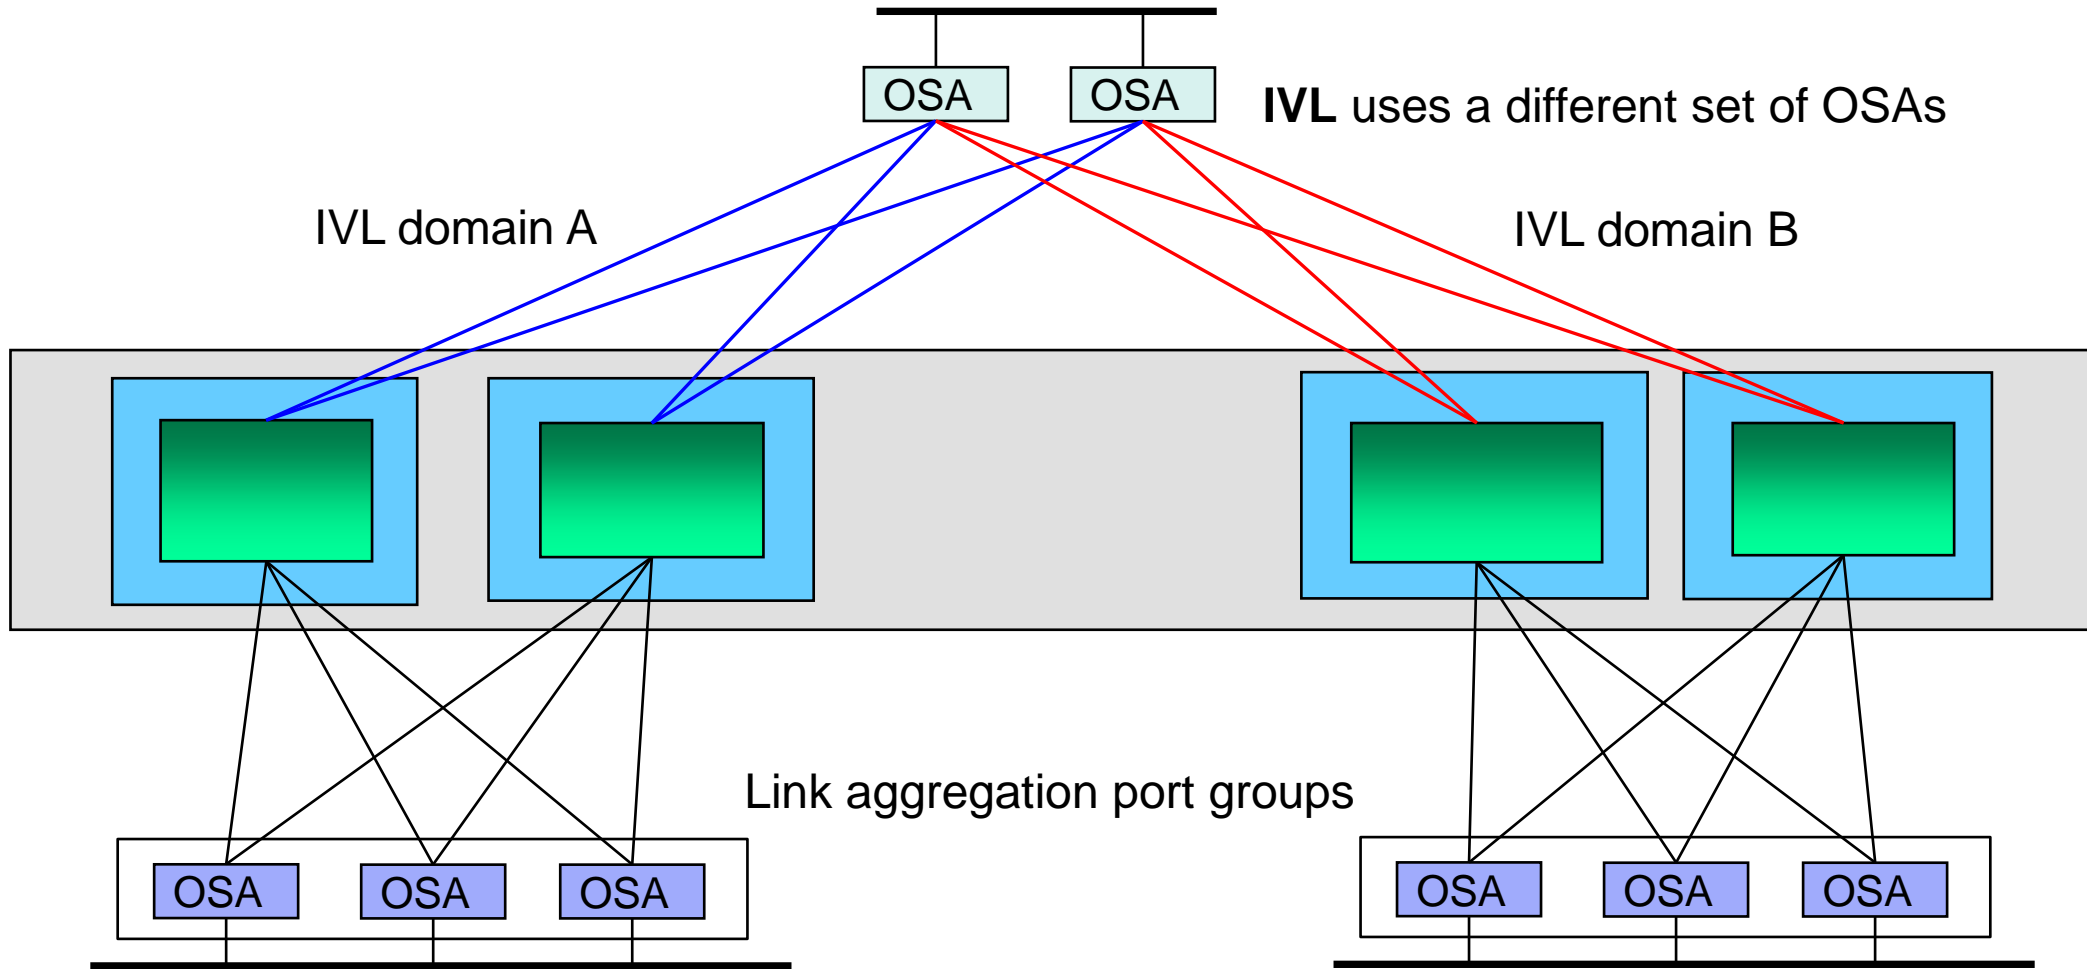 OSA
OSA
IVL uses a different set of OSAs
IVL domain A
IVL domain B
Link aggregation port groups
OSA
OSA
OSA
OSA
OSA
OSA